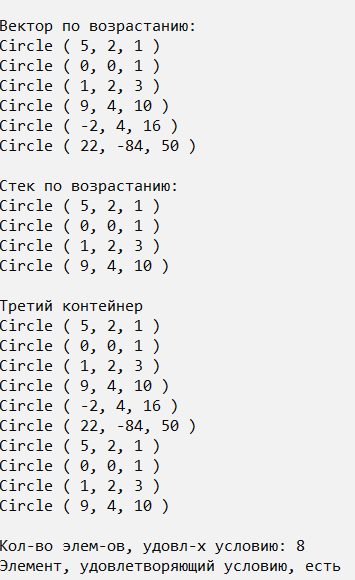 Вектор по возрастанию:
Circle ( 5, 2, 1 )
Circle ( 0, 0, 1 )
Circle ( 1, 2, 3 )
Circle ( 9, 4, 10 )
Circle ( -2, 4, 16 )
Circle ( 22, -84, 50 )
Стек по возрастанию:
Circle ( 5, 2, 1 )
Circle ( 0, 0, 1 )
Circle ( 1, 2, 3 )
Circle ( 9, 4, 10 )
Третий контейнер
Circle ( 5, 2, 1 )
Circle ( 0, 0, 1 )
Circle ( 1, 2, 3 )
Circle ( 9, 4, 10 )
Circle ( -2, 4, 16 )
Circle ( 22, -84, 50 )
Circle ( 5, 2, 1 )
Circle ( 0, 0, 1 )
Circle ( 1, 2, 3 )
Circle ( 9, 4, 10 )
Кол-во элем-ов, удовл-х условию: 8
Элемент, удовлетворяющий условию, есть